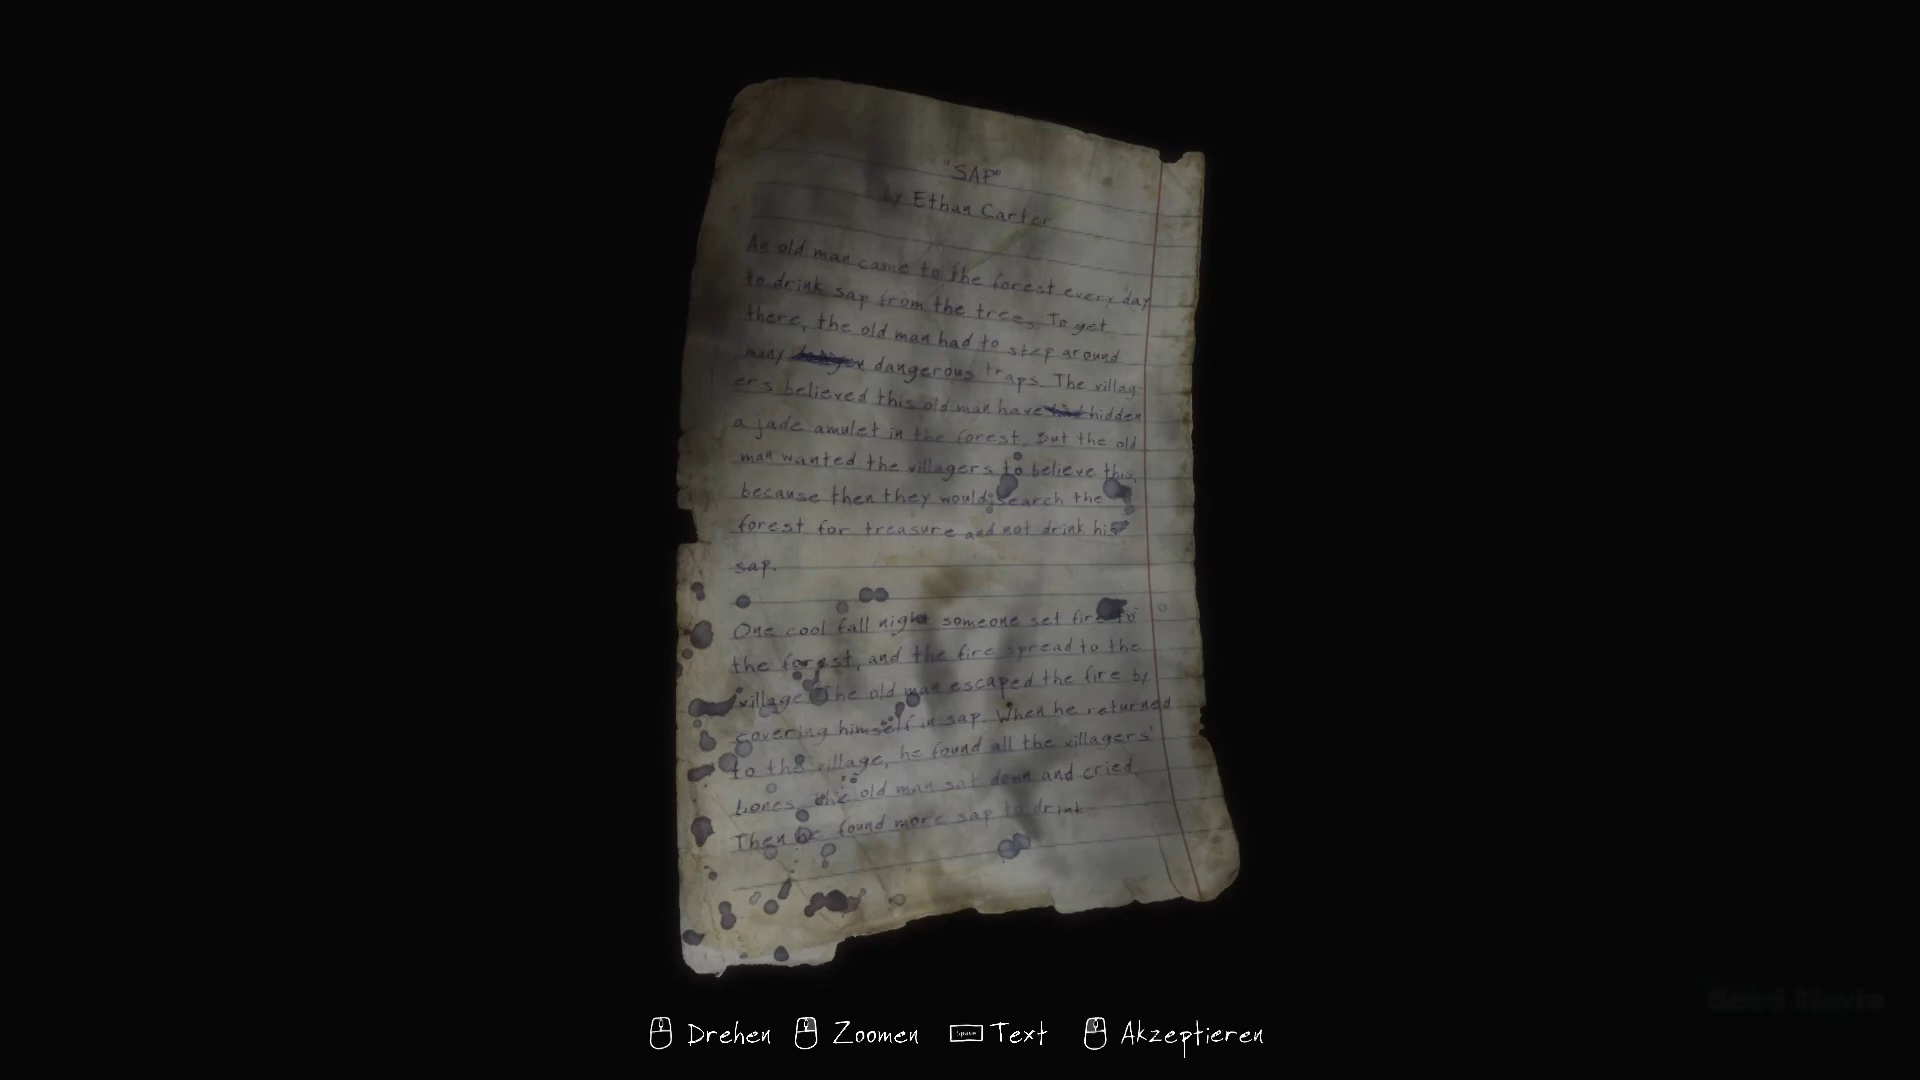 "SAP"
by Ethan Carter
An old man came to the forest every day
to drink sap from the trees. To get
there, the old man had to step around
many dangerous traps. The villag
ers believed this old man have hidden
a jade amulet in the forest. But the old
man wanted the villagers to believe this,
because then they would search the
forest for treasure and not drink his
sap.
One cool fall night someone set fire to
the forest, and the fire spread to the
village. The old man escaped the fire by
covering himself in sap. When he returned
to the village, he found all the villagers'
bones. The old man sat down and cried.
Then he found more sap to drink.
Drehen Zoomen Space Text Akzeptieren